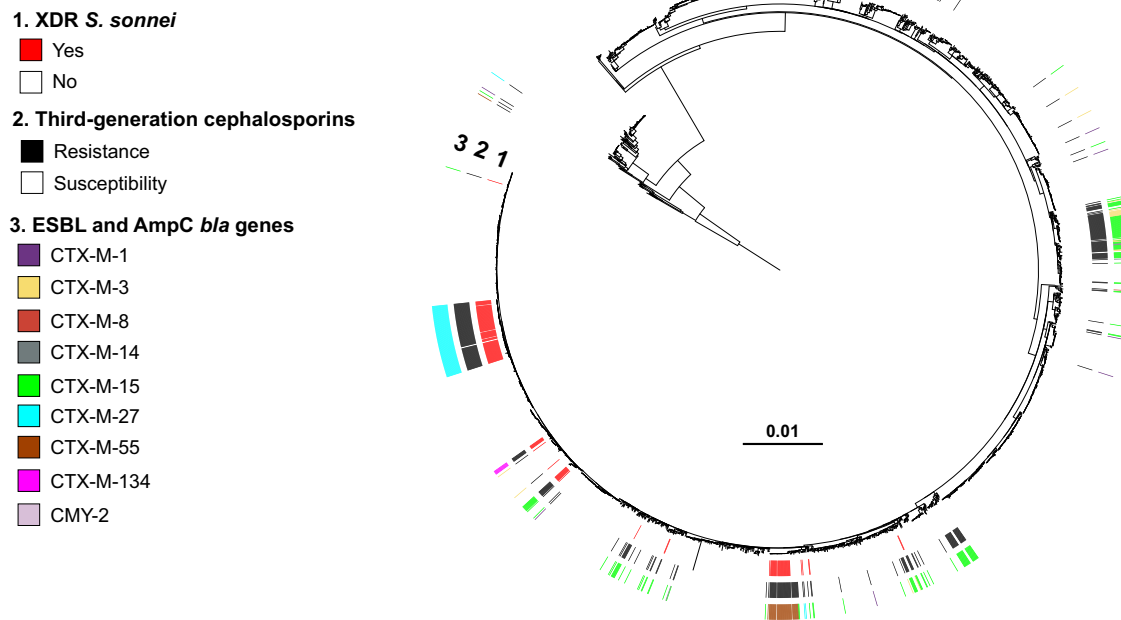 1. XDR S. sonnei
Yes
No
2. Third-generation cephalosporins
Resistance
Susceptibility
3. ESBL and AmpC bla genes
CTX-M-1
CTX-M-3
CTX-M-8
CTX-M-14
CTX-M-15
CTX-M-27
CTX-M-55
CTX-M-134
CMY-2
3 2 1
0.01